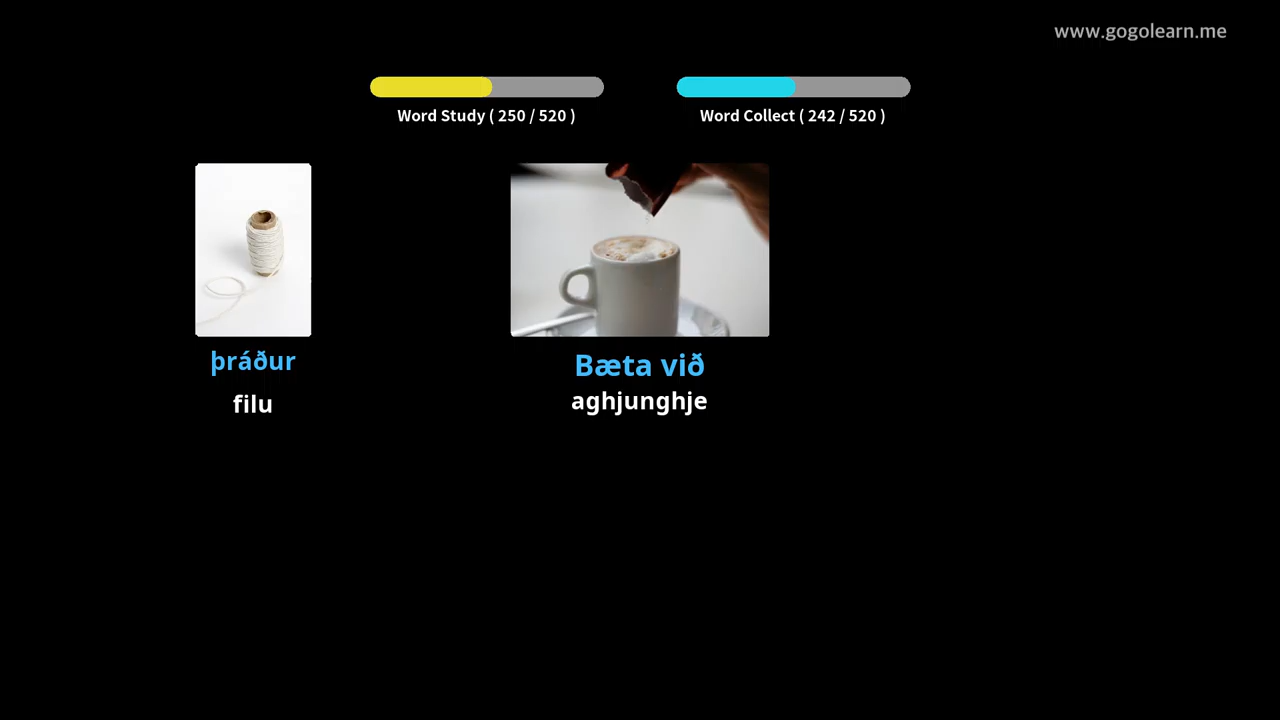 www.gogolearn.me
Word Study ( 250 / 520 )
Word Collect ( 242 / 520 )
þráður
filu
Bæta við
aghjunghje